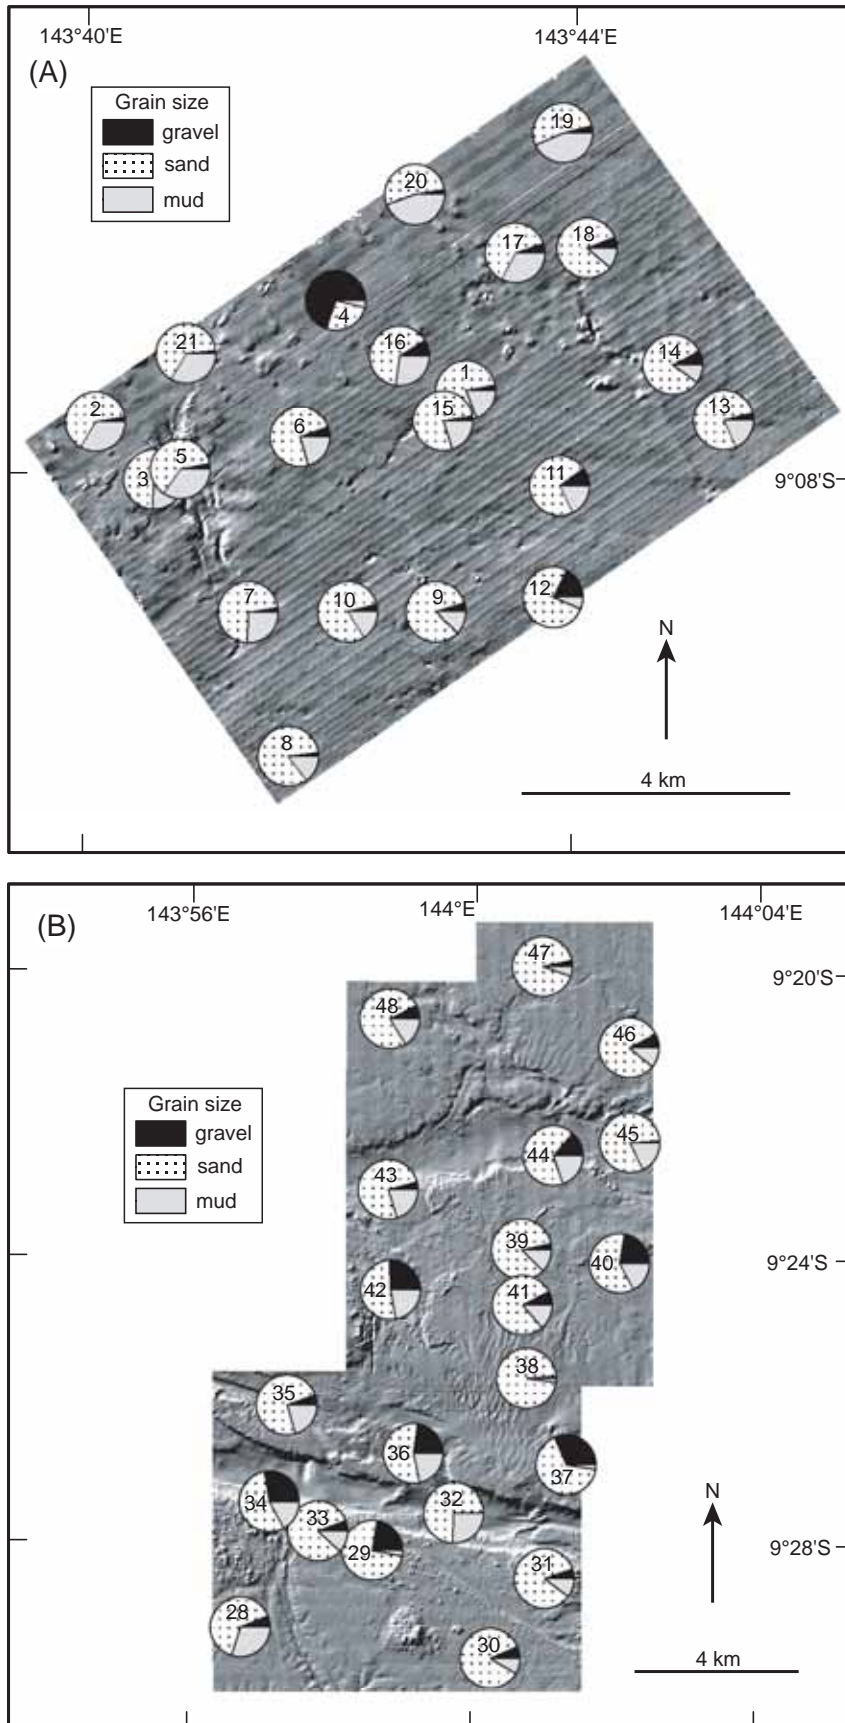 143°40'E 143°44'E
(A)
Grain size
gravel
sand
mud
19
20
17 18
4
21 16 14
1
2 6 15 13
5
3 11 9°08'S
7 10 9 12
N
8
4 km
143°56'E 144°E 144°04'E
(B)
47 9°20'S
48
46
Grain size
gravel
sand
mud
45
44
43
39
40 9°24'S
42 41
38
35
36
37
34 32
33
29 9°28'S
31
N
28
30
4 km